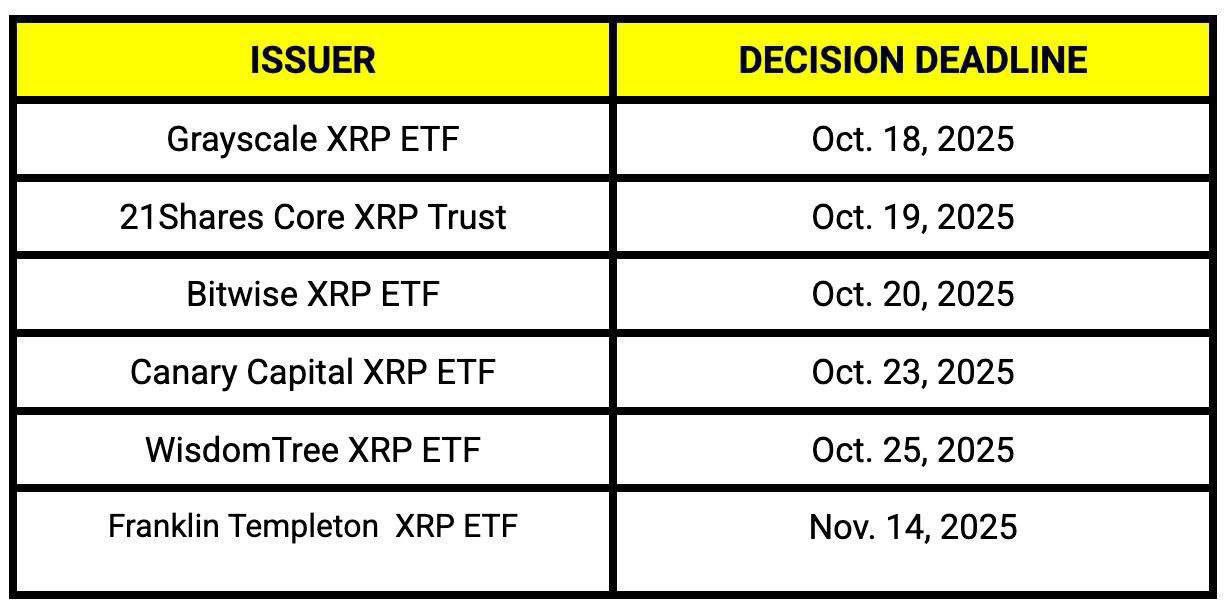 ISSUER DECISION DEADLINE
Grayscale XRP ETF Oct. 18, 2025
21Shares Core XRP Trust Oct. 19, 2025
Bitwise XRP ETF Oct. 20, 2025
Canary Capital XRP ETF Oct. 23, 2025
WisdomTree XRP ETF Oct. 25, 2025
Franklin Templeton  XRP ETF Nov. 14, 2025